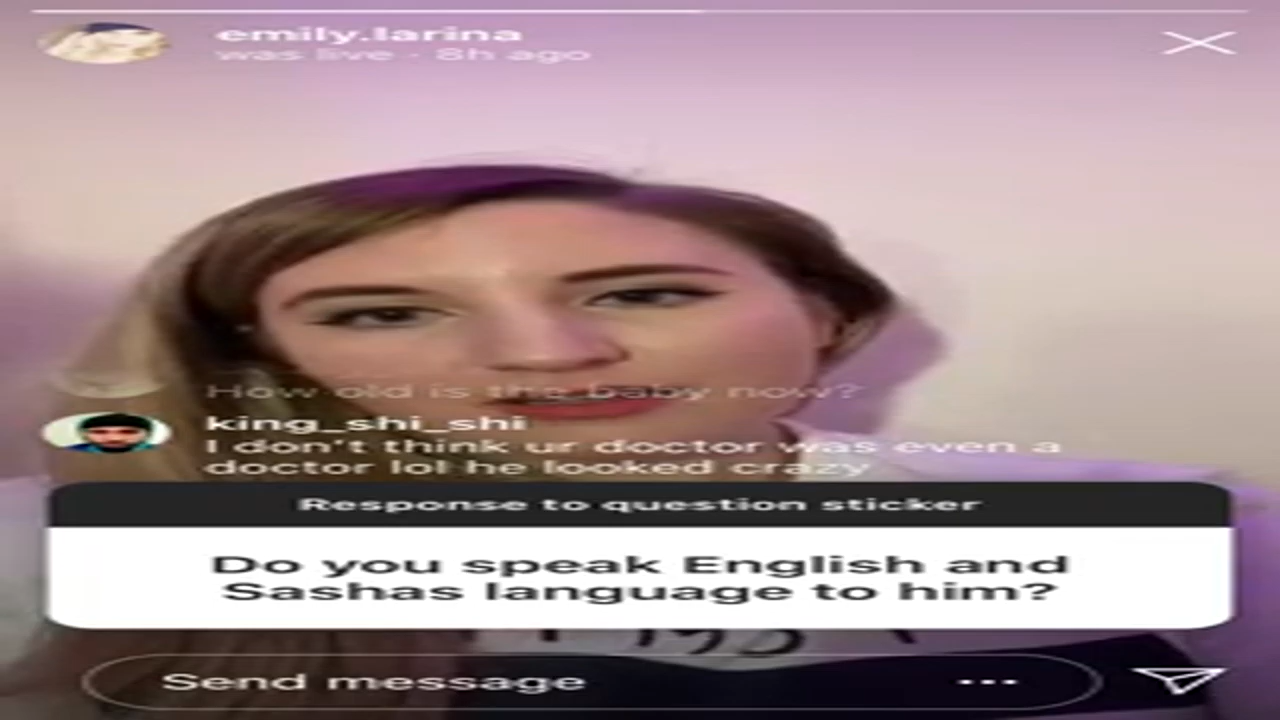 emily.larina
was live · 8h ago
How old is the baby now?
king_shi_shi
I don't think ur doctor was even a
doctor lol he looked crazy
Response to question sticker
Do you speak English and
Sashas language to him?
Send message